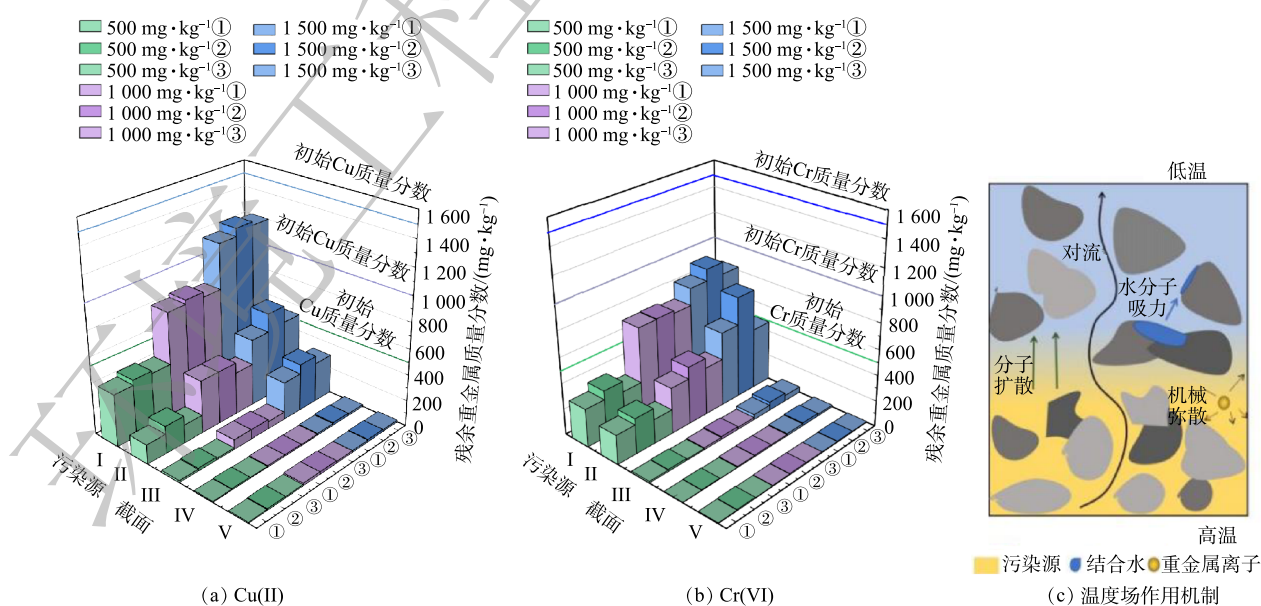 500 mg·kg⁻¹①
500 mg·kg⁻¹②
500 mg·kg⁻¹③
1 000 mg·kg⁻¹①
1 000 mg·kg⁻¹②
1 000 mg·kg⁻¹③
1 500 mg·kg⁻¹①
1 500 mg·kg⁻¹②
1 500 mg·kg⁻¹③
初始Cu质量分数
初始Cu质量分数
初始
Cu质量分数
1 600
1 400
1 200
1 000
800
600
400
200
0
残余重金属质量分数/(mg·kg⁻¹)
I
II
III
IV
V
污染源
截面
①
②
③
①
②
③
①
②
③
(a) Cu(II)
500 mg·kg⁻¹①
500 mg·kg⁻¹②
500 mg·kg⁻¹③
1 000 mg·kg⁻¹①
1 000 mg·kg⁻¹②
1 000 mg·kg⁻¹③
1 500 mg·kg⁻¹①
1 500 mg·kg⁻¹②
1 500 mg·kg⁻¹③
初始Cr质量分数
初始Cr质量分数
初始
Cr质量分数
1 600
1 400
1 200
1 000
800
600
400
200
0
残余重金属质量分数/(mg·kg⁻¹)
I
II
III
IV
V
污染源
截面
①
②
③
①
②
③
①
②
③
(b) Cr(VI)
低温
对流
水分子
吸力
分子
扩散
机械
弥散
高温
污染源 结合水 重金属离子
(c) 温度场作用机制